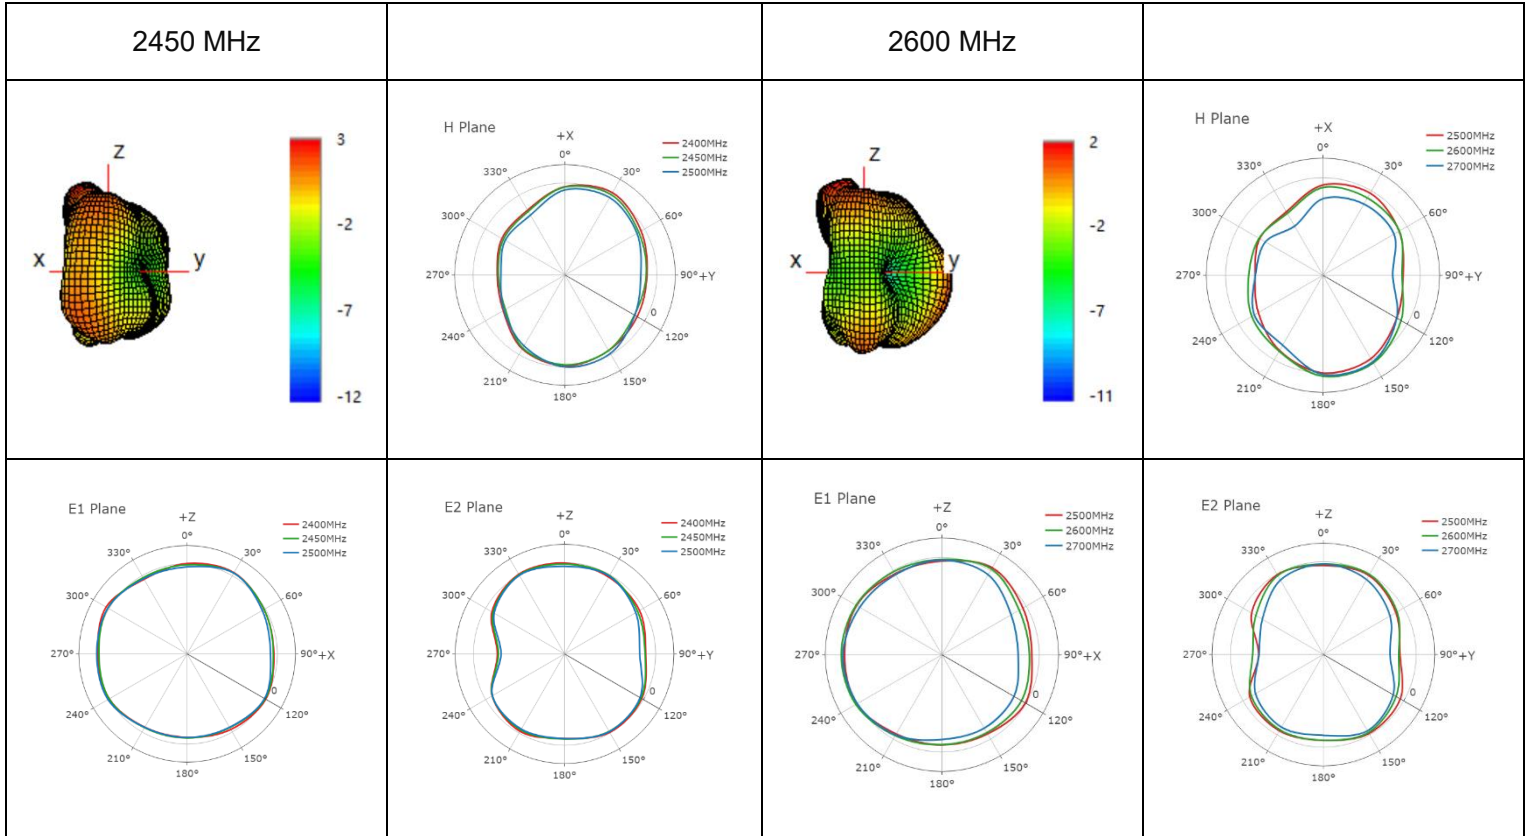 2450 MHz
2600 MHz
z
x
y
3
-2
-7
-12
H Plane
+X
0°
30°
60°
90°+Y
120°
150°
180°
210°
240°
270°
300°
330°
0
2400MHz
2450MHz
2500MHz
z
x
y
2
-2
-7
-11
H Plane
+X
0°
30°
60°
90°+Y
120°
150°
180°
210°
240°
270°
300°
330°
0
2500MHz
2600MHz
2700MHz
E1 Plane
+Z
0°
30°
60°
90°+X
120°
150°
180°
210°
240°
270°
300°
330°
0
2400MHz
2450MHz
2500MHz
E2 Plane
+Z
0°
30°
60°
90°+Y
120°
150°
180°
210°
240°
270°
300°
330°
0
2400MHz
2450MHz
2500MHz
E1 Plane
+Z
0°
30°
60°
90°+X
120°
150°
180°
210°
240°
270°
300°
330°
0
2500MHz
2600MHz
2700MHz
E2 Plane
+Z
0°
30°
60°
90°+Y
120°
150°
180°
210°
240°
270°
300°
330°
0
2500MHz
2600MHz
2700MHz